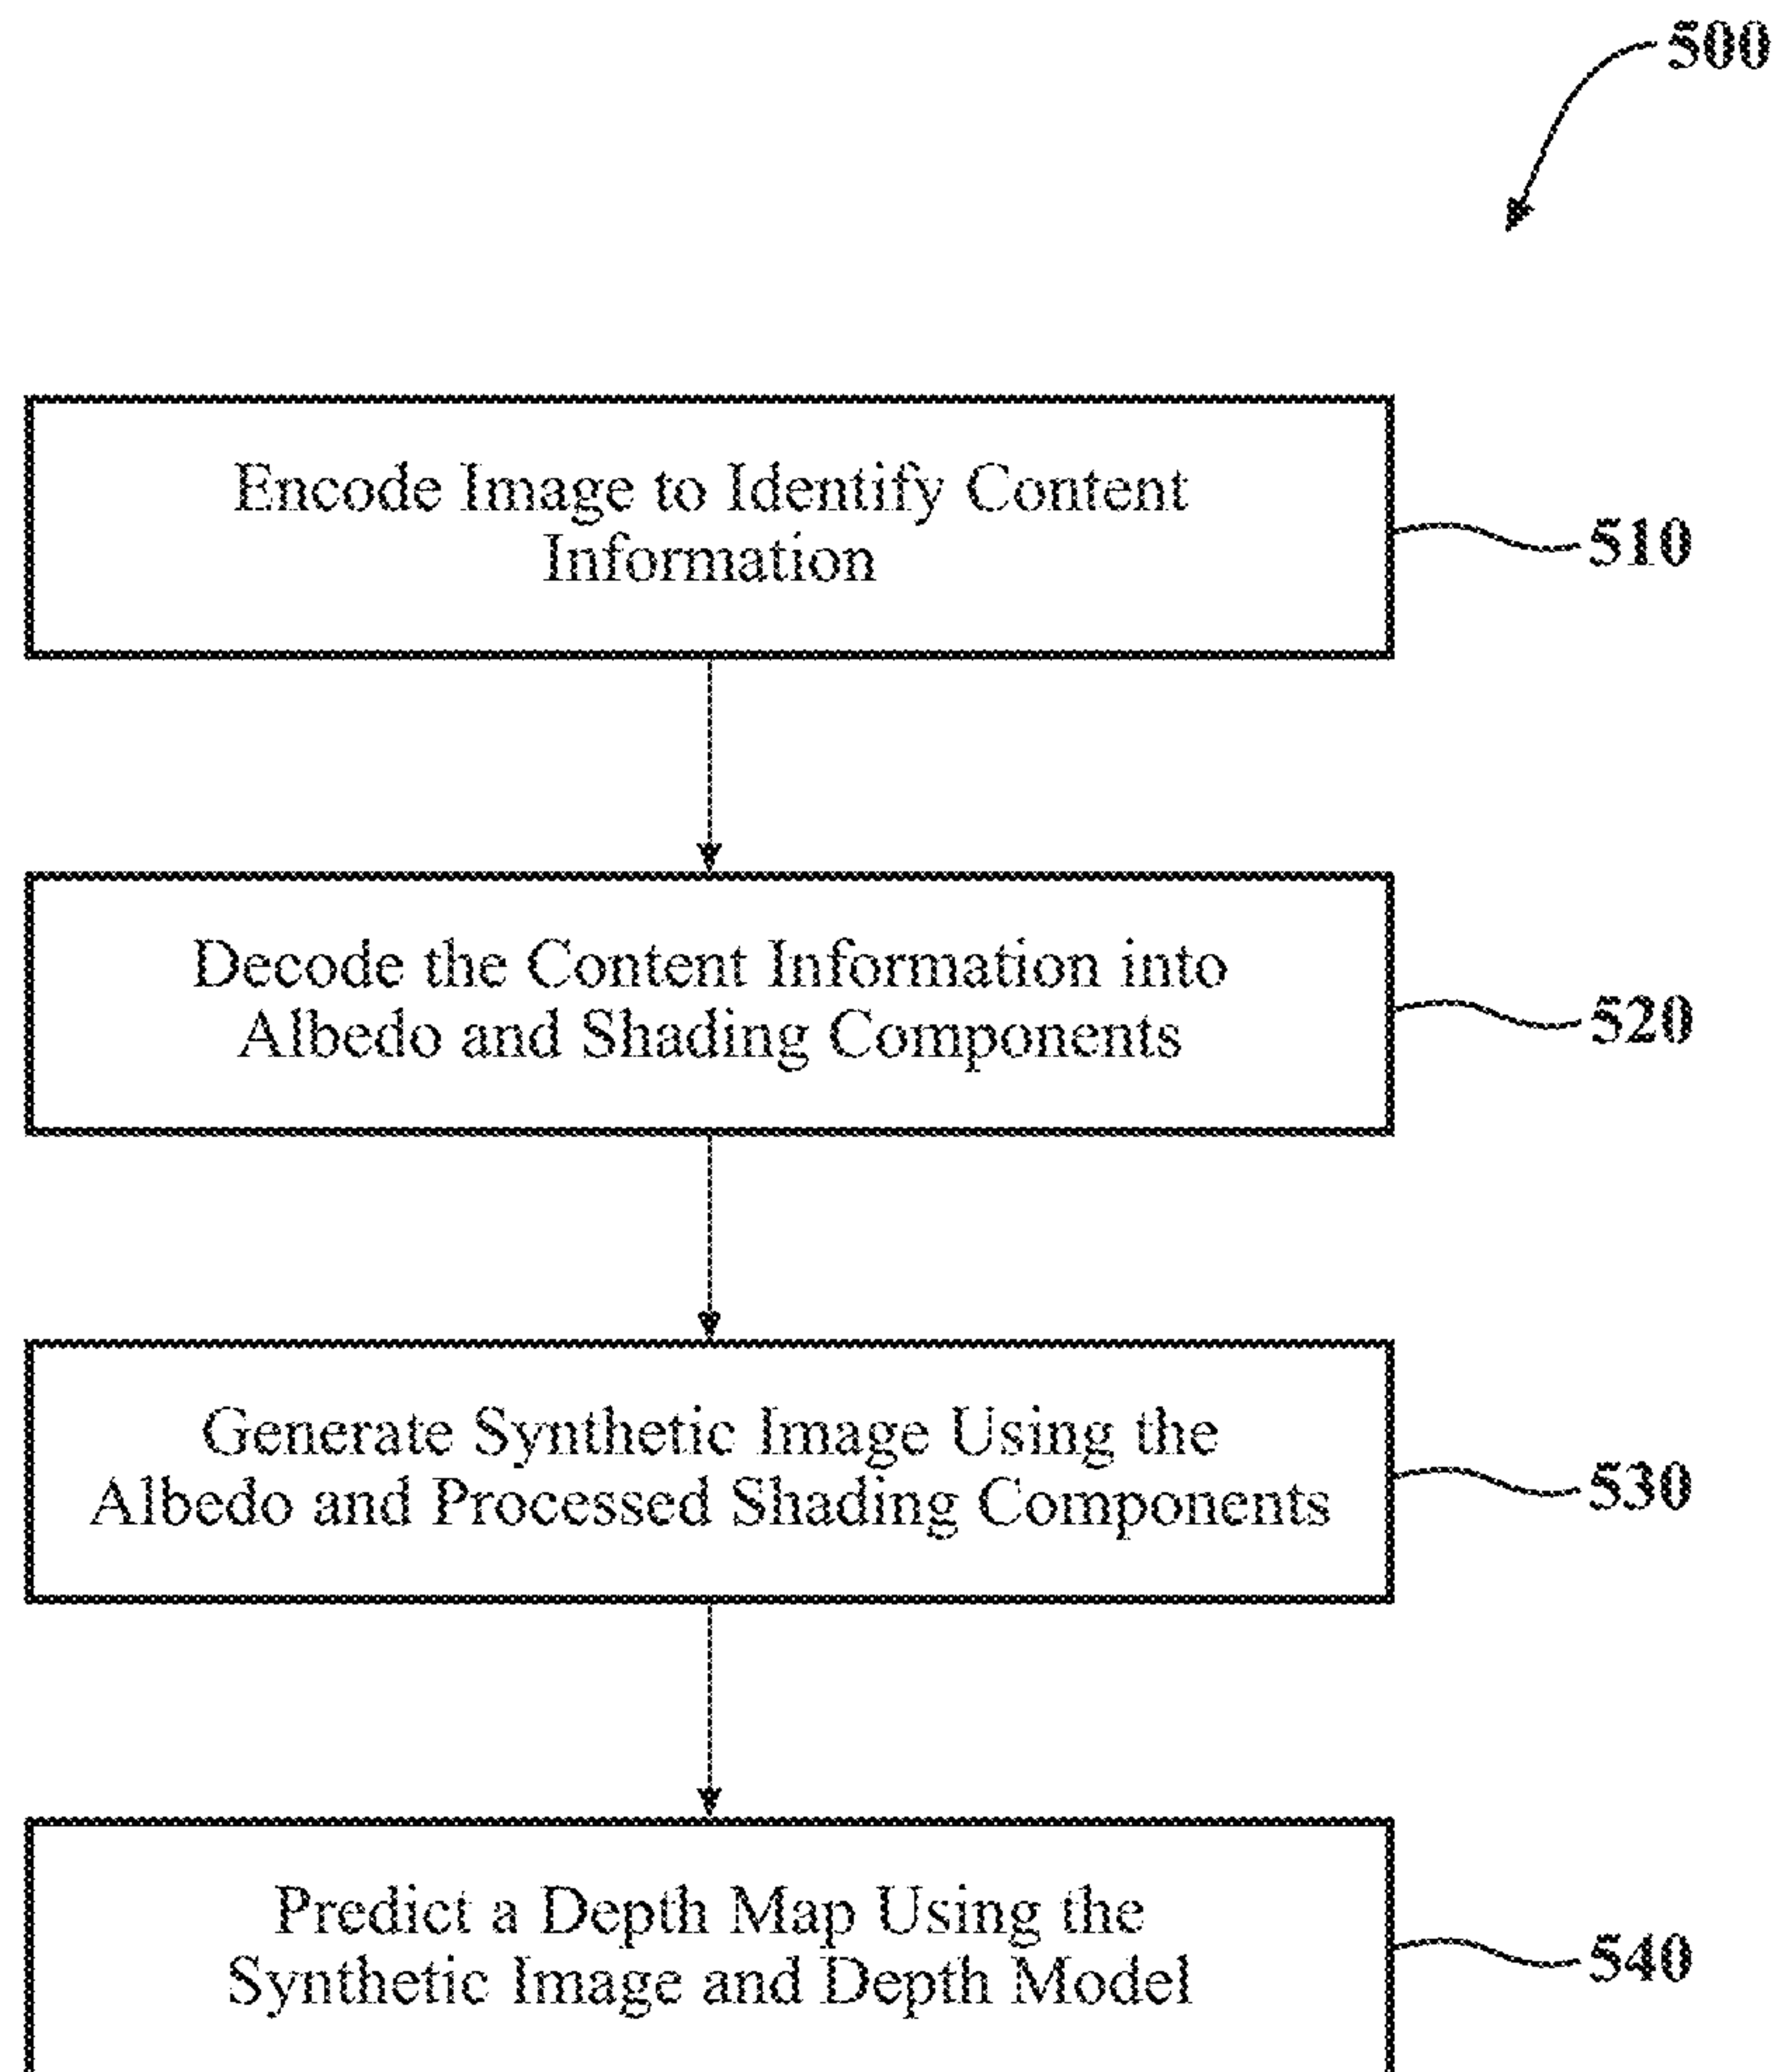 500
Encode Image to Identify Content
Information
510
Decode the Content Information into
Albedo and Shading Components
520
Generate Synthetic Image Using the
Albedo and Processed Shading Components
530
Predict a Depth Map Using the
Synthetic Image and Depth Model
540